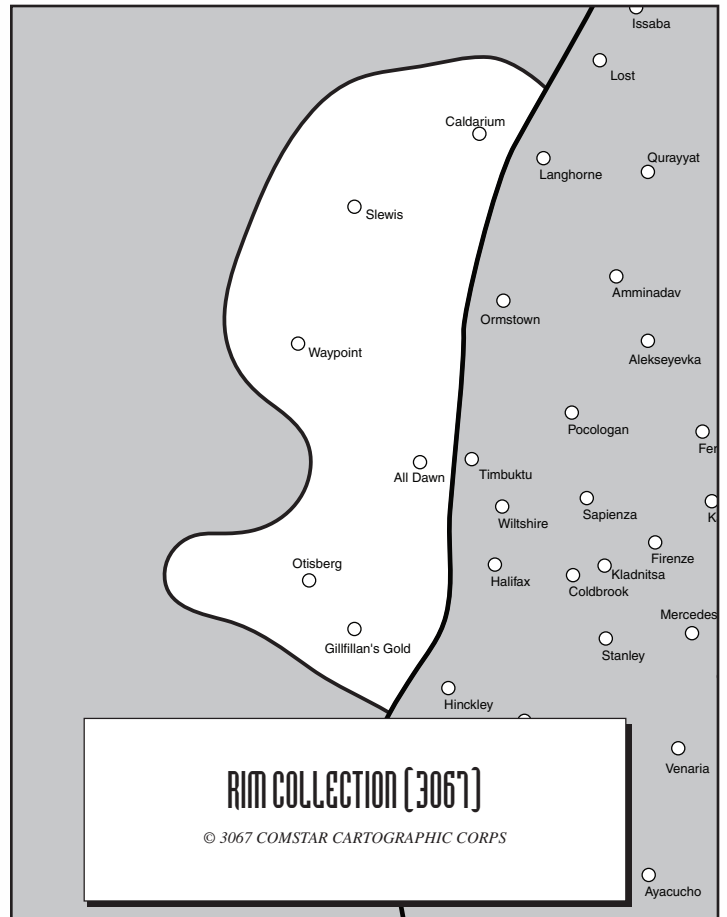 Issaba
Lost
Caldarium
Qurayyat
Langhorne
Slewis
Amminadav
Ormstown
Waypoint
Alekseyevka
Pocologan
Fer
All Dawn
Timbuktu
Sapienza
K
Wiltshire
Firenze
Otisberg
Kladnitsa
Halifax
Coldbrook
Mercedes
Gillfillan's Gold
Stanley
Hinckley
Venaria
RIM COLLECTION (3067)
© 3067 COMSTAR CARTOGRAPHIC CORPS
Ayacucho